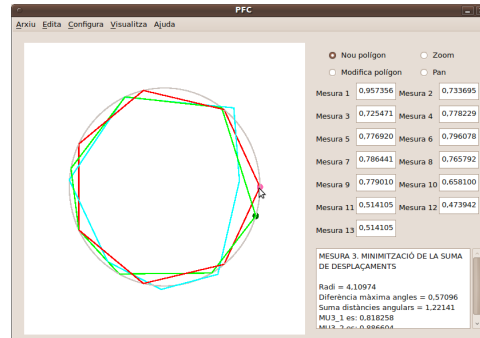 PFC
Arxiu Edita Configura Visualitza Ajuda
Nou polígon Zoom
Modifica polígon Pan
Mesura 1 0,957356 Mesura 2 0,733695
Mesura 3 0,725471 Mesura 4 0,778229
Mesura 5 0,776920 Mesura 6 0,796078
Mesura 7 0,786441 Mesura 8 0,765792
Mesura 9 0,779010 Mesura 10 0,658100
Mesura 11 0,514105 Mesura 12 0,473942
Mesura 13 0,514105
MESURA 3. MINIMITZACIÓ DE LA SUMA
DE DESPLAÇAMENTS
Radi = 4,10974
Diferència màxima angles = 0,57096
Suma distàncies angulars = 1,22141
MU3_1 es: 0,818258
MU3_2 es: 0,886604